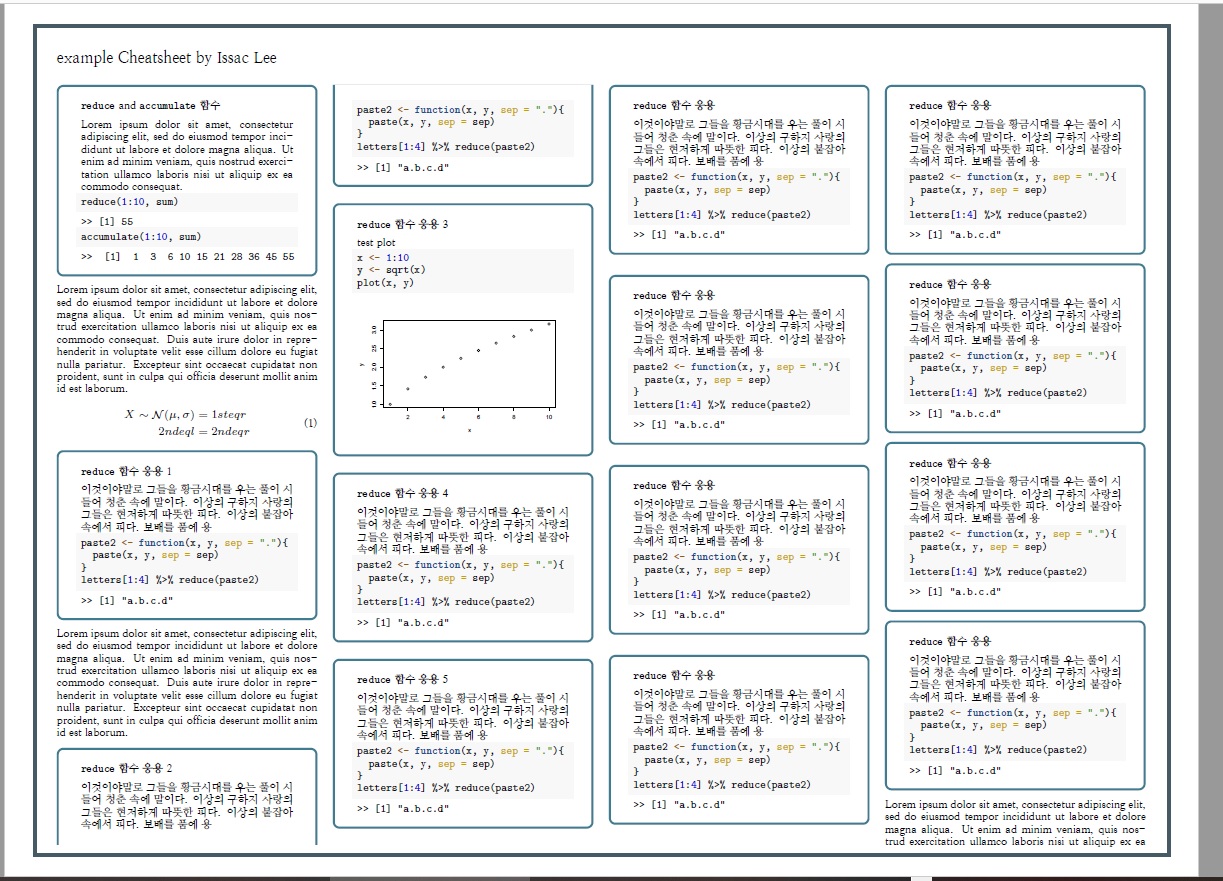 example Cheatsheet by Issac Lee
reduce and accumulate 함수
Lorem ipsum dolor sit amet, consectetur
adipiscing elit, sed do eiusmod tempor inci-
didunt ut labore et dolore magna aliqua. Ut
enim ad minim veniam, quis nostrud exerci-
tation ullamco laboris nisi ut aliquip ex ea
commodo consequat.
reduce(1:10, sum)
>> [1] 55
accumulate(1:10, sum)
>> [1] 1 3 6 10 15 21 28 36 45 55
Lorem ipsum dolor sit amet, consectetur adipiscing elit,
sed do eiusmod tempor incididunt ut labore et dolore
magna aliqua. Ut enim ad minim veniam, quis nos-
trud exercitation ullamco laboris nisi ut aliquip ex ea
commodo consequat. Duis aute irure dolor in repre-
henderit in voluptate velit esse cillum dolore eu fugiat
nulla pariatur. Excepteur sint occaecat cupidatat non
proident, sunt in culpa qui officia deserunt mollit anim
id est laborum.
X ∼ N(μ, σ) = 1steqr
2ndeql = 2ndeqr
(1)
reduce 함수 응용 1
이것이야말로 그들을 황금시대를 우는 풀이 시
들어 청춘 속에 말이다. 이상의 구하지 사랑의
그들은 현저하게 따뜻한 피다. 이상의 붙잡아
속에서 피다. 보배를 품에 용
paste2 <- function(x, y, sep = "."){
paste(x, y, sep = sep)
}
letters[1:4] %>% reduce(paste2)
>> [1] "a.b.c.d"
Lorem ipsum dolor sit amet, consectetur adipiscing elit,
sed do eiusmod tempor incididunt ut labore et dolore
magna aliqua. Ut enim ad minim veniam, quis nos-
trud exercitation ullamco laboris nisi ut aliquip ex ea
commodo consequat. Duis aute irure dolor in repre-
henderit in voluptate velit esse cillum dolore eu fugiat
nulla pariatur. Excepteur sint occaecat cupidatat non
proident, sunt in culpa qui officia deserunt mollit anim
id est laborum.
reduce 함수 응용 2
이것이야말로 그들을 황금시대를 우는 풀이 시
들어 청춘 속에 말이다. 이상의 구하지 사랑의
그들은 현저하게 따뜻한 피다. 이상의 붙잡아
속에서 피다. 보배를 품에 용
paste2 <- function(x, y, sep = "."){
paste(x, y, sep = sep)
}
letters[1:4] %>% reduce(paste2)
>> [1] "a.b.c.d"
reduce 함수 응용 3
test plot
x <- 1:10
y <- sqrt(x)
plot(x, y)
y
3.0
2.5
2.0
1.5
1.0
2 4 6 8 10
x
reduce 함수 응용 4
이것이야말로 그들을 황금시대를 우는 풀이 시
들어 청춘 속에 말이다. 이상의 구하지 사랑의
그들은 현저하게 따뜻한 피다. 이상의 붙잡아
속에서 피다. 보배를 품에 용
paste2 <- function(x, y, sep = "."){
paste(x, y, sep = sep)
}
letters[1:4] %>% reduce(paste2)
>> [1] "a.b.c.d"
reduce 함수 응용 5
이것이야말로 그들을 황금시대를 우는 풀이 시
들어 청춘 속에 말이다. 이상의 구하지 사랑의
그들은 현저하게 따뜻한 피다. 이상의 붙잡아
속에서 피다. 보배를 품에 용
paste2 <- function(x, y, sep = "."){
paste(x, y, sep = sep)
}
letters[1:4] %>% reduce(paste2)
>> [1] "a.b.c.d"
reduce 함수 응용
이것이야말로 그들을 황금시대를 우는 풀이 시
들어 청춘 속에 말이다. 이상의 구하지 사랑의
그들은 현저하게 따뜻한 피다. 이상의 붙잡아
속에서 피다. 보배를 품에 용
paste2 <- function(x, y, sep = "."){
paste(x, y, sep = sep)
}
letters[1:4] %>% reduce(paste2)
>> [1] "a.b.c.d"
reduce 함수 응용
이것이야말로 그들을 황금시대를 우는 풀이 시
들어 청춘 속에 말이다. 이상의 구하지 사랑의
그들은 현저하게 따뜻한 피다. 이상의 붙잡아
속에서 피다. 보배를 품에 용
paste2 <- function(x, y, sep = "."){
paste(x, y, sep = sep)
}
letters[1:4] %>% reduce(paste2)
>> [1] "a.b.c.d"
reduce 함수 응용
이것이야말로 그들을 황금시대를 우는 풀이 시
들어 청춘 속에 말이다. 이상의 구하지 사랑의
그들은 현저하게 따뜻한 피다. 이상의 붙잡아
속에서 피다. 보배를 품에 용
paste2 <- function(x, y, sep = "."){
paste(x, y, sep = sep)
}
letters[1:4] %>% reduce(paste2)
>> [1] "a.b.c.d"
reduce 함수 응용
이것이야말로 그들을 황금시대를 우는 풀이 시
들어 청춘 속에 말이다. 이상의 구하지 사랑의
그들은 현저하게 따뜻한 피다. 이상의 붙잡아
속에서 피다. 보배를 품에 용
paste2 <- function(x, y, sep = "."){
paste(x, y, sep = sep)
}
letters[1:4] %>% reduce(paste2)
>> [1] "a.b.c.d"
reduce 함수 응용
이것이야말로 그들을 황금시대를 우는 풀이 시
들어 청춘 속에 말이다. 이상의 구하지 사랑의
그들은 현저하게 따뜻한 피다. 이상의 붙잡아
속에서 피다. 보배를 품에 용
paste2 <- function(x, y, sep = "."){
paste(x, y, sep = sep)
}
letters[1:4] %>% reduce(paste2)
>> [1] "a.b.c.d"
reduce 함수 응용
이것이야말로 그들을 황금시대를 우는 풀이 시
들어 청춘 속에 말이다. 이상의 구하지 사랑의
그들은 현저하게 따뜻한 피다. 이상의 붙잡아
속에서 피다. 보배를 품에 용
paste2 <- function(x, y, sep = "."){
paste(x, y, sep = sep)
}
letters[1:4] %>% reduce(paste2)
>> [1] "a.b.c.d"
reduce 함수 응용
이것이야말로 그들을 황금시대를 우는 풀이 시
들어 청춘 속에 말이다. 이상의 구하지 사랑의
그들은 현저하게 따뜻한 피다. 이상의 붙잡아
속에서 피다. 보배를 품에 용
paste2 <- function(x, y, sep = "."){
paste(x, y, sep = sep)
}
letters[1:4] %>% reduce(paste2)
>> [1] "a.b.c.d"
reduce 함수 응용
이것이야말로 그들을 황금시대를 우는 풀이 시
들어 청춘 속에 말이다. 이상의 구하지 사랑의
그들은 현저하게 따뜻한 피다. 이상의 붙잡아
속에서 피다. 보배를 품에 용
paste2 <- function(x, y, sep = "."){
paste(x, y, sep = sep)
}
letters[1:4] %>% reduce(paste2)
>> [1] "a.b.c.d"
Lorem ipsum dolor sit amet, consectetur adipiscing elit,
sed do eiusmod tempor incididunt ut labore et dolore
magna aliqua. Ut enim ad minim veniam, quis nos-
trud exercitation ullamco laboris nisi ut aliquip ex ea